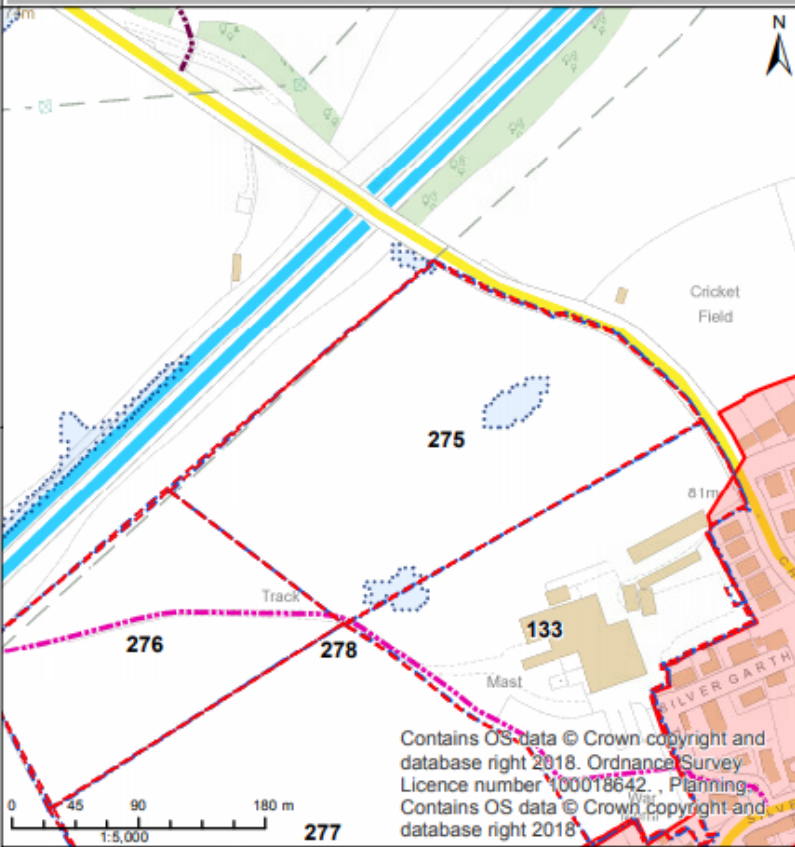 79m
N
Cricket
Field
275
81m
Track
133
276
278
Mast
SILVER GARTH
Contains OS data © Crown copyright and
database right 2018. Ordnance Survey
Licence number 100018642. , Planning,
Contains OS data © Crown copyright and
database right 2018
War
0 45 90 180 m
1:5,000
277